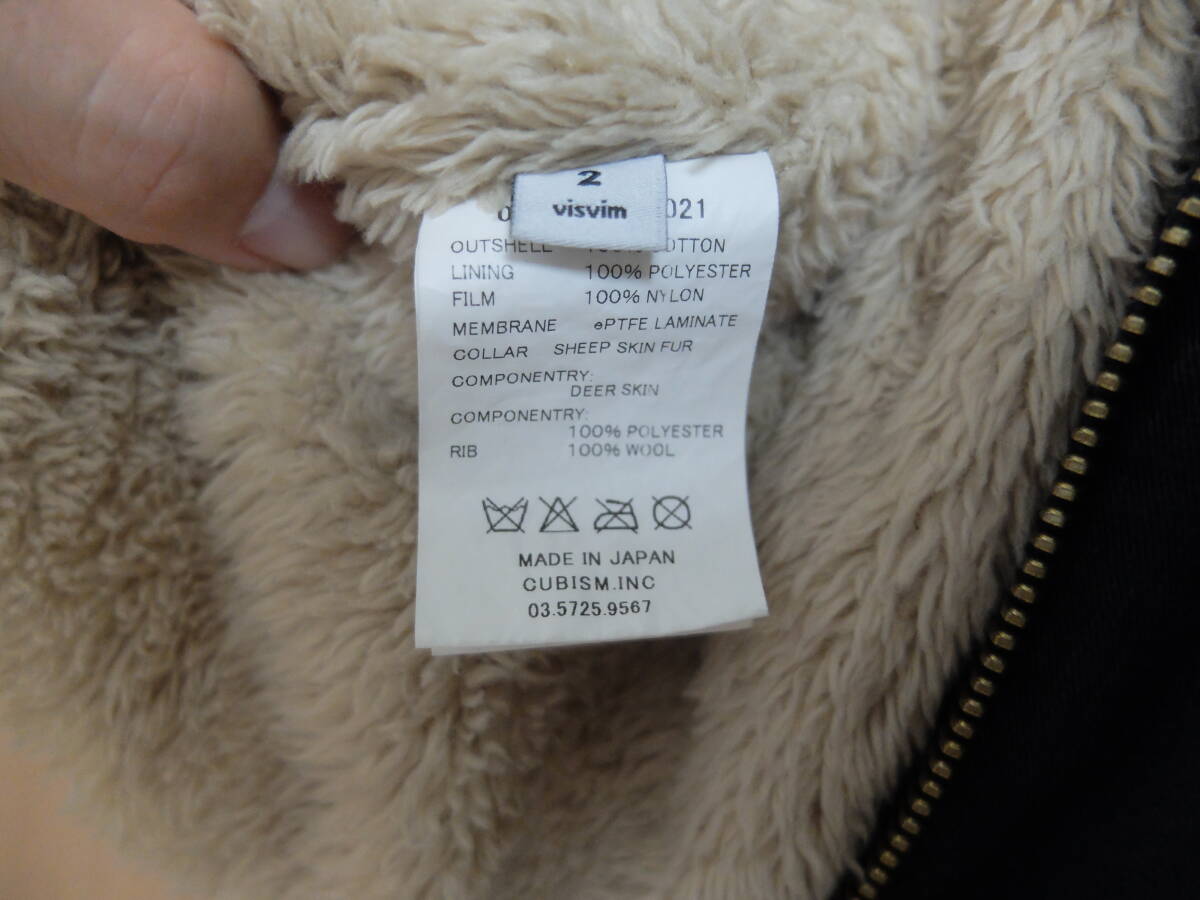 2
visvim
021
OUTSHELL COTTON
LINING 100% POLYESTER
FILM 100% NYLON
MEMBRANE ePTFE LAMINATE
COLLAR SHEEP SKIN FUR
COMPONENTRY:
DEER SKIN
COMPONENTRY:
100% POLYESTER
RIB 100% WOOL
MADE IN JAPAN
CUBISM.INC
03.5725.9567